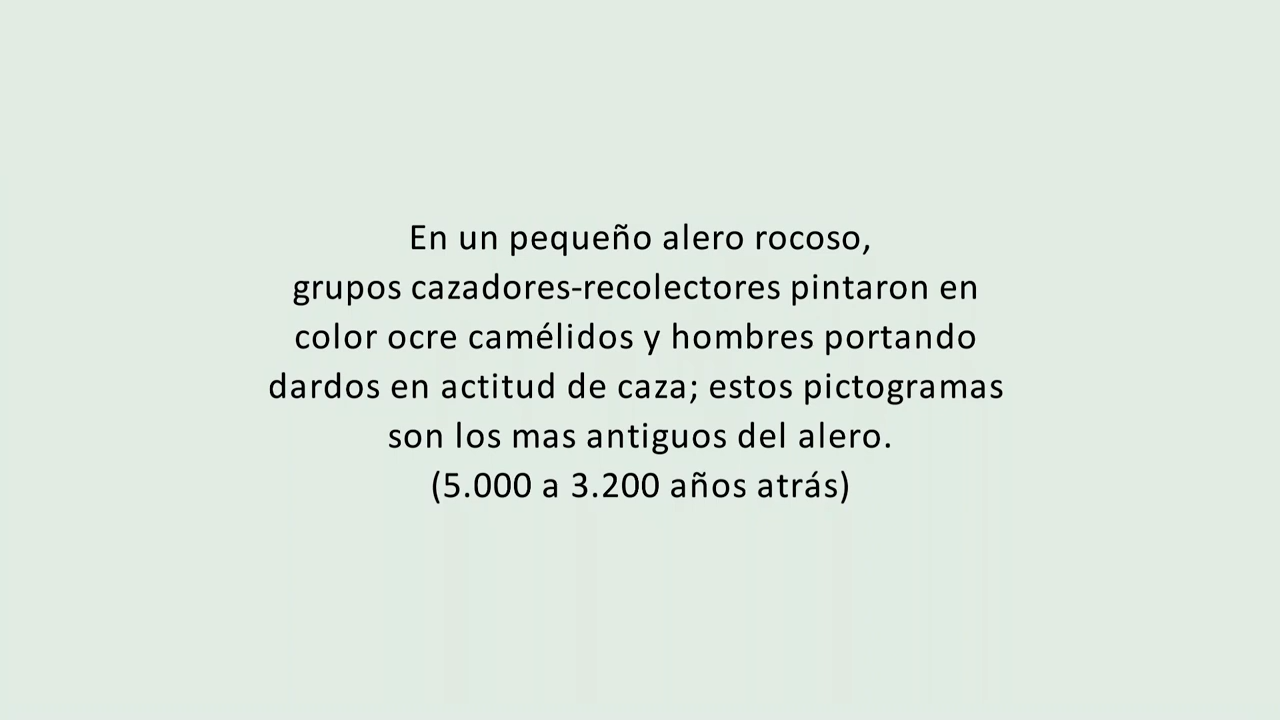 En un pequeño alero rocoso,
grupos cazadores-recolectores pintaron en
color ocre camélidos y hombres portando
dardos en actitud de caza; estos pictogramas
son los mas antiguos del alero.
(5.000 a 3.200 años atrás)